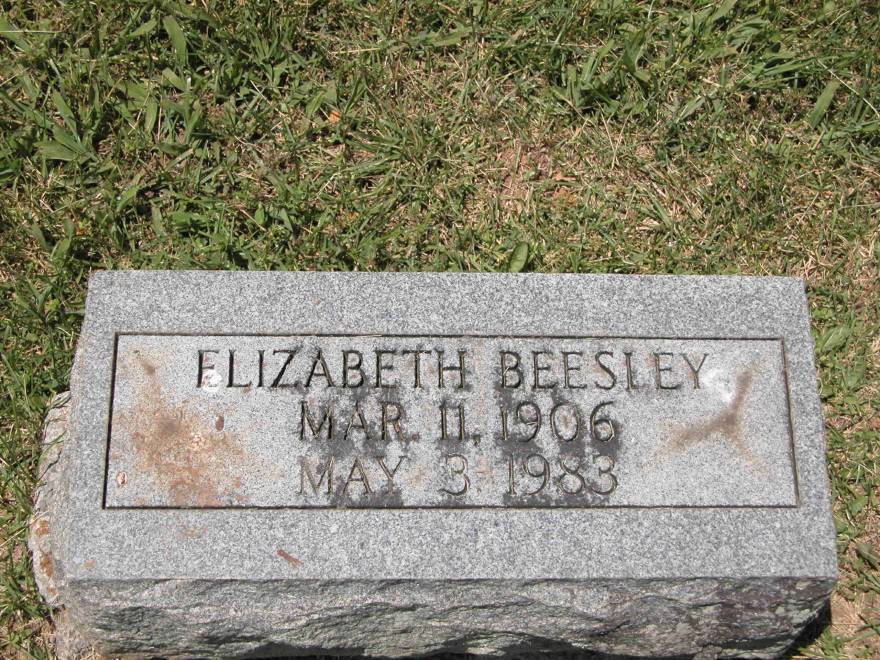 ELIZABETH BEESLEY
MAR. 11, 1906
MAY 3 1983